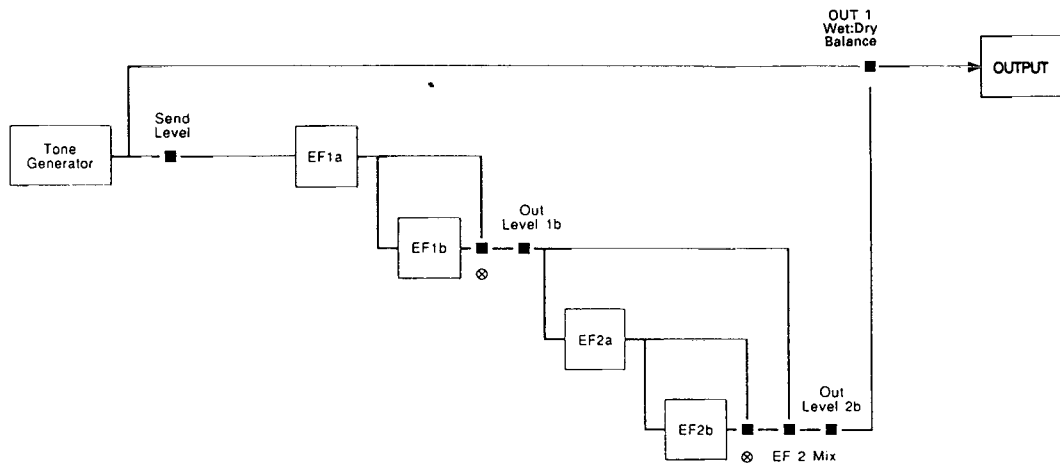 OUT 1
Wet:Dry
Balance
OUTPUT
Send
Level
Tone
Generator
EF1a
Out
Level 1b
EF1b
EF2a
Out
Level 2b
EF2b
EF 2 Mix